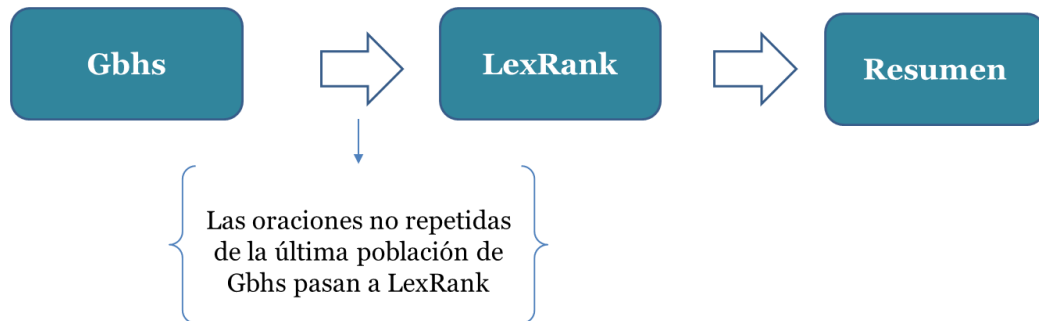 Gbhs
LexRank
Resumen
Las oraciones no repetidas
de la última población de
Gbhs pasan a LexRank